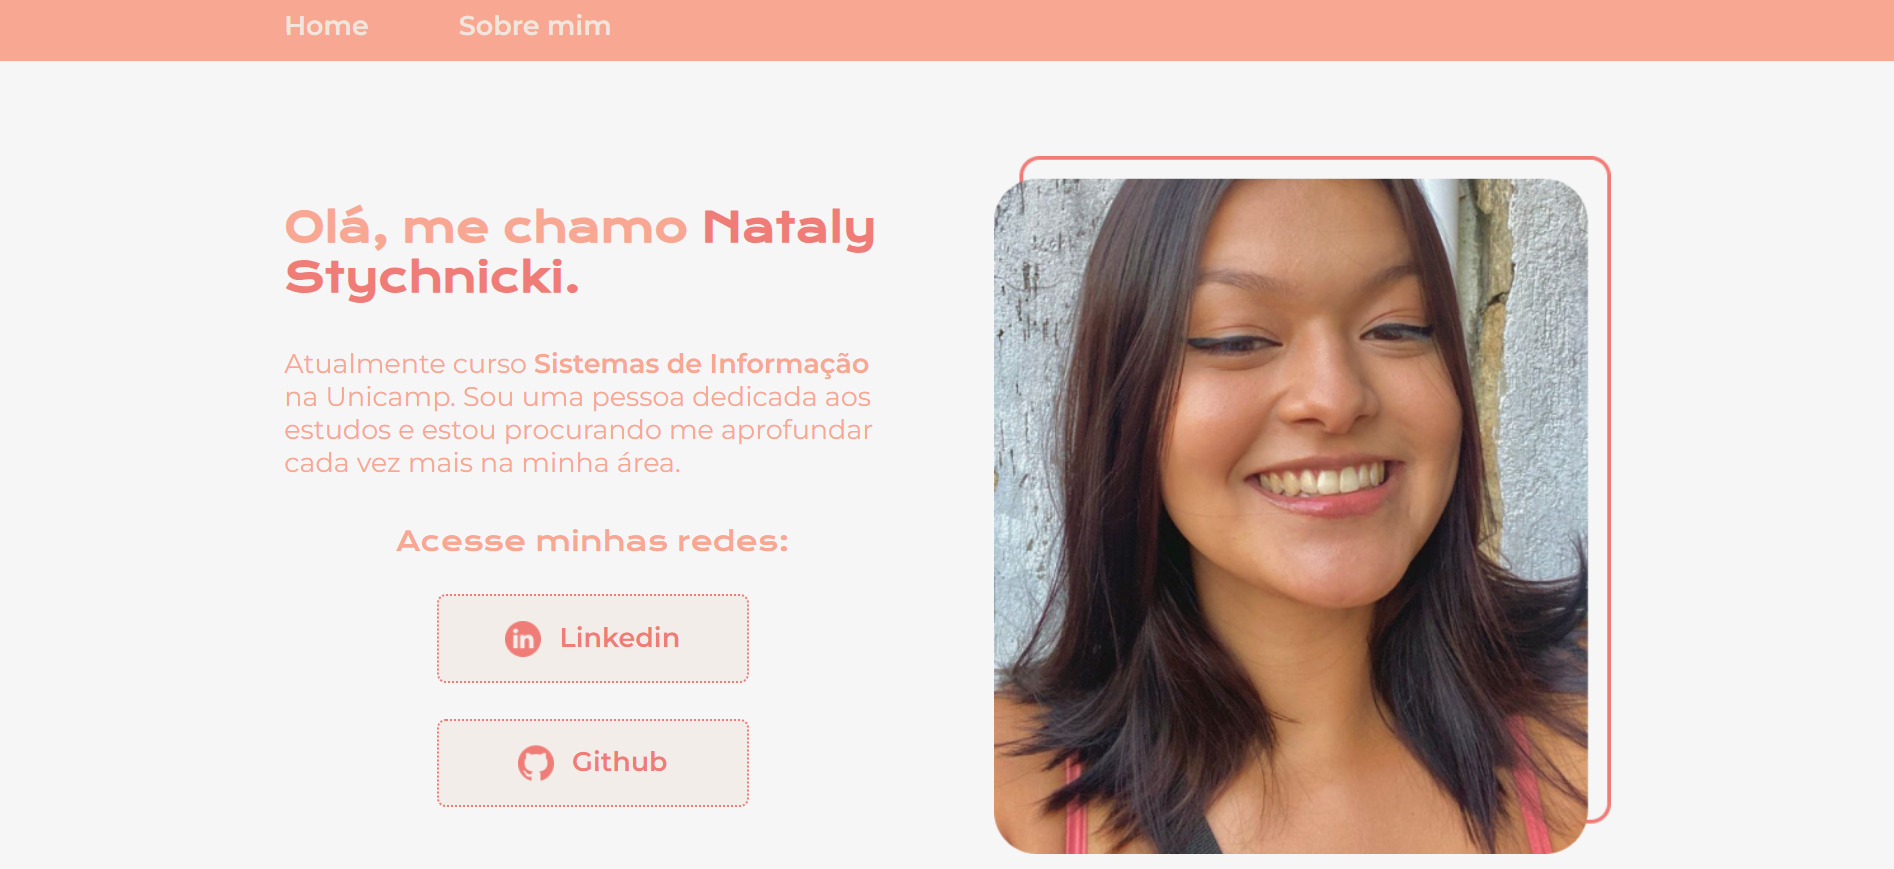 Home
Sobre mim
Olá, me chamo Nataly
Stychnicki.
Atualmente curso Sistemas de Informação
na Unicamp. Sou uma pessoa dedicada aos
estudos e estou procurando me aprofundar
cada vez mais na minha área.
Acesse minhas redes:
in Linkedin
Github